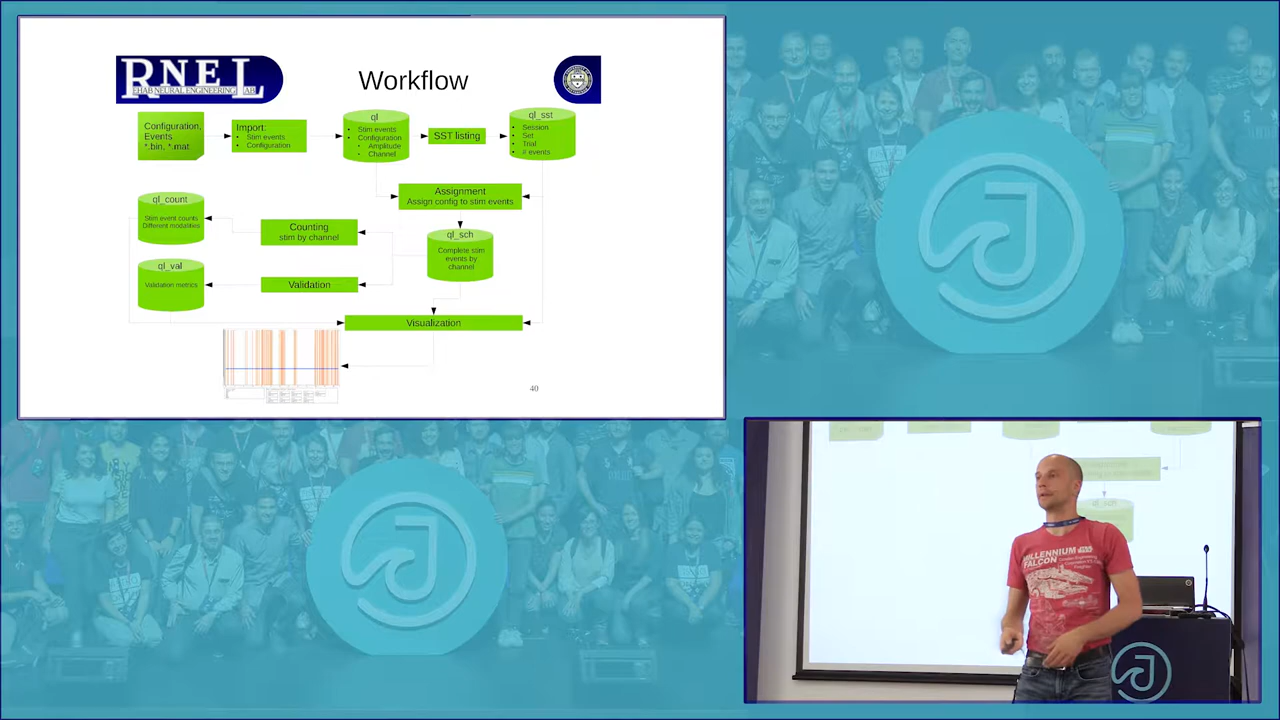 RNEL
REHAB NEURAL ENGINEERING LAB
Workflow
Configuration,
Events
*.bin, *.mat
Import:
• Stim events
• Configuration
ql
• Stim events
• Configuration
• Amplitude
• Channel
SST listing
ql_sst
• Session
• Set
• Trial
• # events
Assignment
Assign config to stim events
ql_count
Stim event counts
Different modalities
Counting
stim by channel
ql_sch
Complete stim
events by
channel
ql_val
Validation metrics
Validation
Visualization
40
J
J
MILLENNIUM
FALCON
J